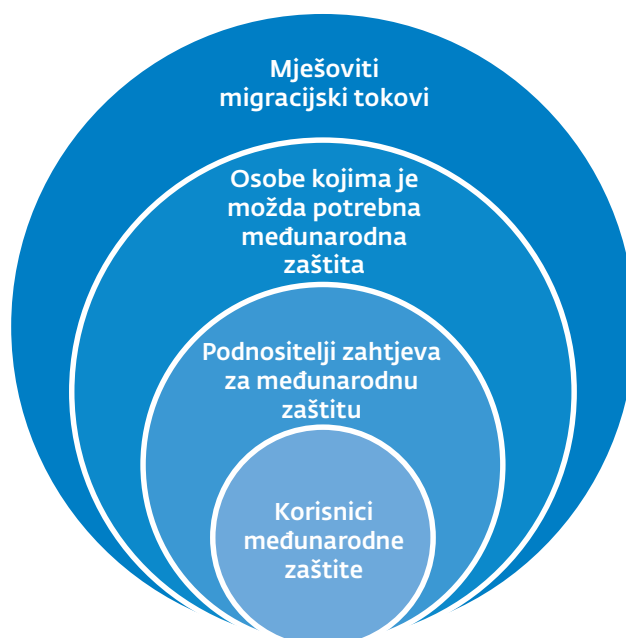 Mješoviti
migracijski tokovi
Osobe kojima je
možda potrebna
međunarodna
zaštita
Podnositelji zahtjeva
za međunarodnu
zaštitu
Korisnici
međunarodne
zaštite